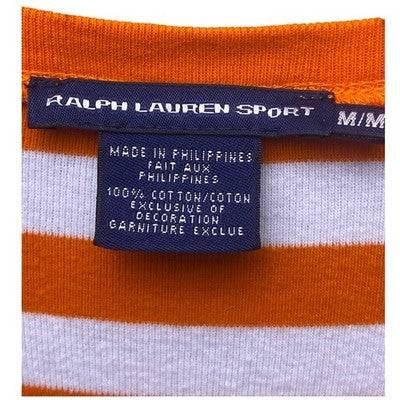 RALPH LAUREN SPORT
M/M
MADE IN PHILIPPINES
FAIT AUX
PHILIPPINES
100% COTTON/COTON
EXCLUSIVE OF
DECORATION
GARNITURE EXCLUE